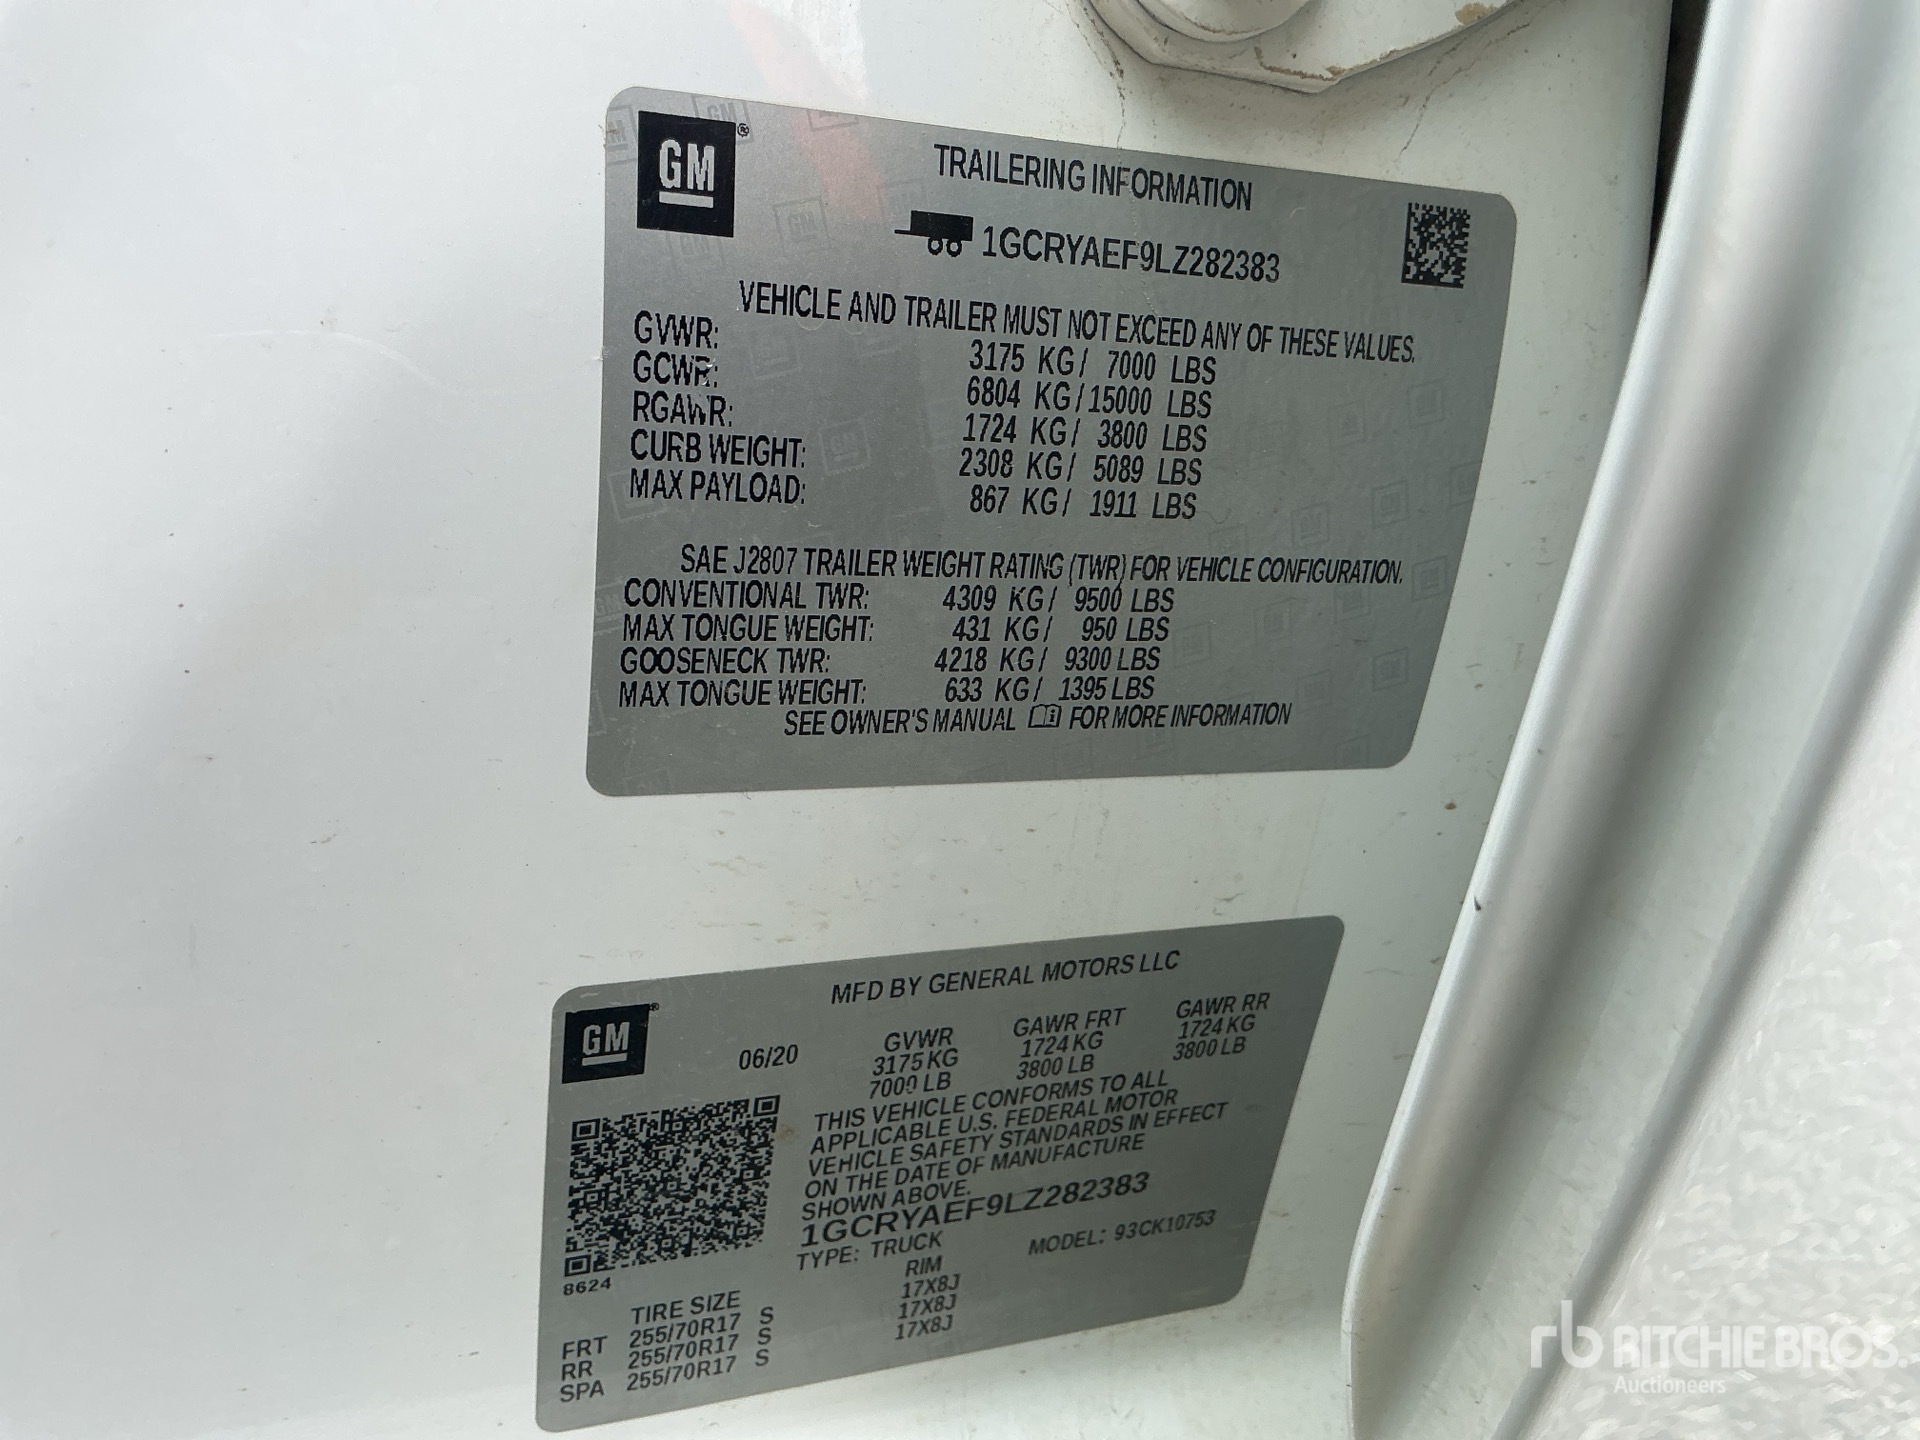 GM
TRAILERING INFORMATION
1GCRYAEF9LZ282383
VEHICLE AND TRAILER MUST NOT EXCEED ANY OF THESE VALUES.
GVWR: 3175 KG/ 7000 LBS
GCWR: 6804 KG/15000 LBS
RGAWR: 1724 KG/ 3800 LBS
CURB WEIGHT: 2308 KG/ 5089 LBS
MAX PAYLOAD: 867 KG/ 1911 LBS
SAE J2807 TRAILER WEIGHT RATING (TWR) FOR VEHICLE CONFIGURATION.
CONVENTIONAL TWR: 4309 KG/ 9500 LBS
MAX TONGUE WEIGHT: 431 KG/ 950 LBS
GOOSENECK TWR: 4218 KG/ 9300 LBS
MAX TONGUE WEIGHT: 633 KG/ 1395 LBS
SEE OWNER'S MANUAL FOR MORE INFORMATION
GM
MFD BY GENERAL MOTORS LLC
06/20 GVWR GAWR FRT GAWR RR
3175 KG 1724 KG 1724 KG
7000 LB 3800 LB 3800 LB
THIS VEHICLE CONFORMS TO ALL
APPLICABLE U.S. FEDERAL MOTOR
VEHICLE SAFETY STANDARDS IN EFFECT
ON THE DATE OF MANUFACTURE
SHOWN ABOVE.
1GCRYAEF9LZ282383
TYPE: TRUCK MODEL: 93CK10753
8624
TIRE SIZE RIM
FRT 255/70R17 S 17X8J
RR 255/70R17 S 17X8J
SPA 255/70R17 S 17X8J
rb RITCHIE BROS.
Auctioneers